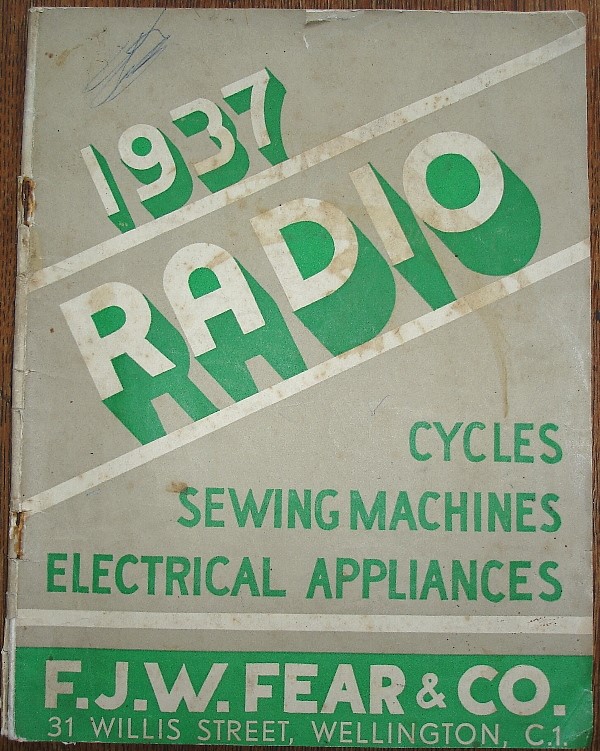 1937
RADIO
CYCLES
SEWING MACHINES
ELECTRICAL APPLIANCES
F.J.W. FEAR & CO.
31 WILLIS STREET, WELLINGTON, C.1.